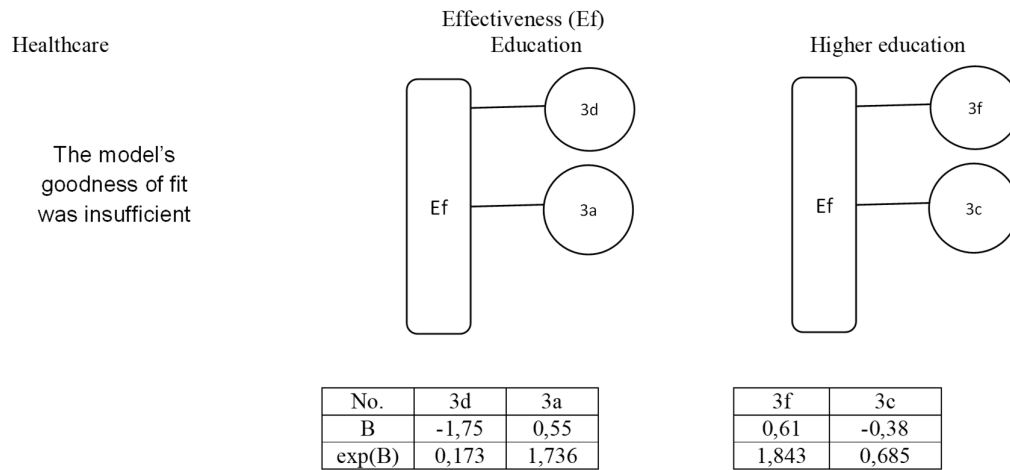 Effectiveness (Ef)
Healthcare Education Higher education
The model's
goodness of fit
was insufficient
Ef
3d
3a
Ef
3f
3c
No. 3d 3a
B -1,75 0,55
exp(B) 0,173 1,736
3f 3c
0,61 -0,38
1,843 0,685